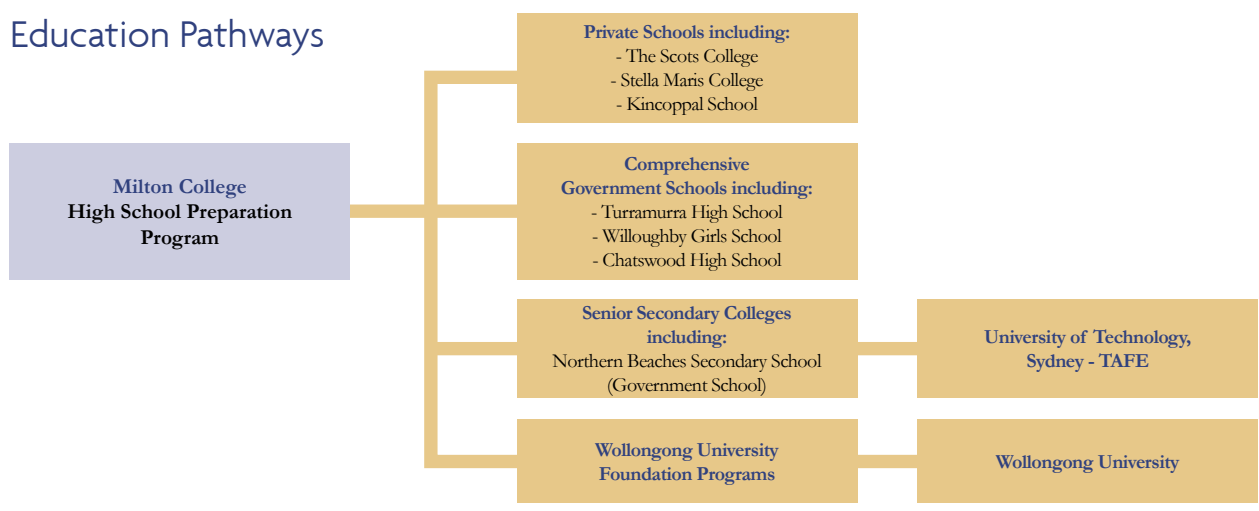 Education Pathways
Private Schools including:
- The Scots College
- Stella Maris College
- Kincoppal School
Milton College
High School Preparation
Program
Comprehensive
Government Schools including:
- Turramurra High School
- Willoughby Girls School
- Chatswood High School
Senior Secondary Colleges
including:
Northern Beaches Secondary School
(Government School)
University of Technology,
Sydney - TAFE
Wollongong University
Foundation Programs
Wollongong University